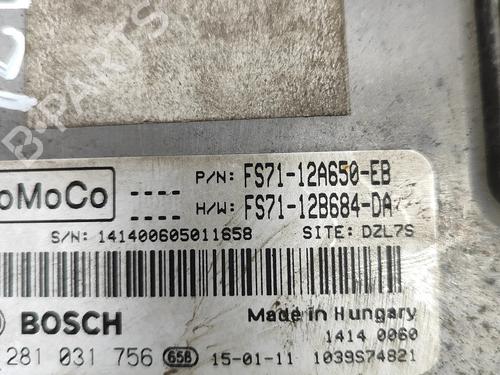 B-PARTS
oMoCo
P/N: FS71-12A650-EB
H/W: FS71-12B684-DA
S/N: 141400605011658 SITE: DZL7S
BOSCH
Made in Hungary
1414 0060
281 031 756 658 15-01-11 1039S74821